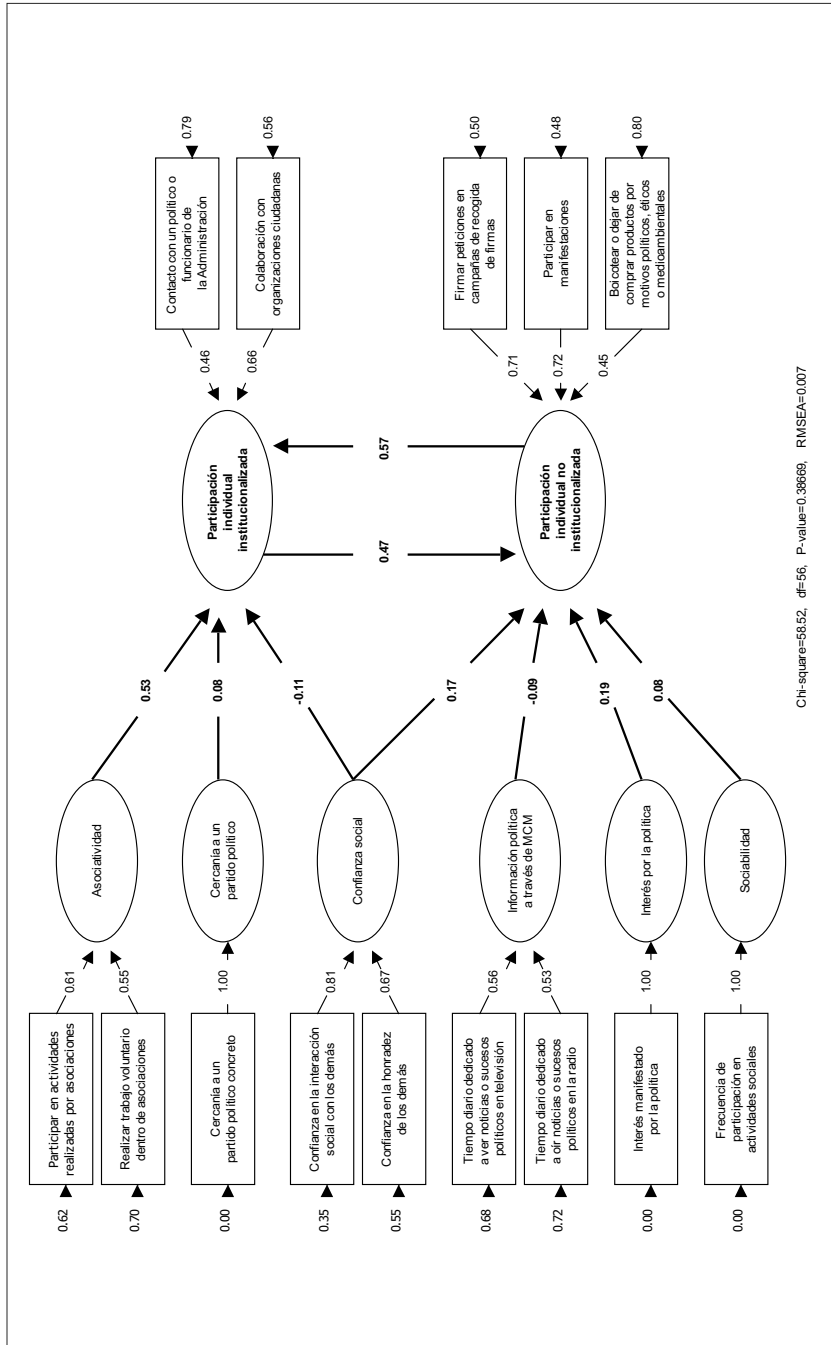 0.62
Participar en actividades
realizadas por asociaciones
0.61
0.70
Realizar trabajo voluntario
dentro de asociaciones
0.55
0.00
Cercanía a un
partido político concreto
1.00
0.35
Confianza en la interacción
social con los demás
0.81
0.55
Confianza en la honradez
de los demás
0.67
0.68
Tiempo diario dedicado
a ver noticias o sucesos
políticos en televisión
0.56
0.72
Tiempo diario dedicado
a oír noticias o sucesos
políticos en la radio
0.53
0.00
Interés manifestado
por la política
1.00
0.00
Frecuencia de
participación en
actividades sociales
1.00
Asociatividad
Cercanía a un
partido político
Confianza social
Información política
a través de MCM
Interés por la política
Sociabilidad
0.53
0.08
-0.11
0.17
-0.09
0.19
0.08
Participación
individual
institucionalizada
0.47
0.57
Participación
individual no
institucionalizada
0.46
Contacto con un político o
funcionario de
la Administración
0.79
0.66
Colaboración con
organizaciones ciudadanas
0.56
0.71
Firmar peticiones en
campañas de recogida
de firmas
0.50
0.72
Participar en
manifestaciones
0.48
0.45
Boicotear o dejar de
comprar productos por
motivos políticos, éticos
o medioambientales
0.80
Chi-square=58.52, df=56, P-value=0.38669, RMSEA=0.007